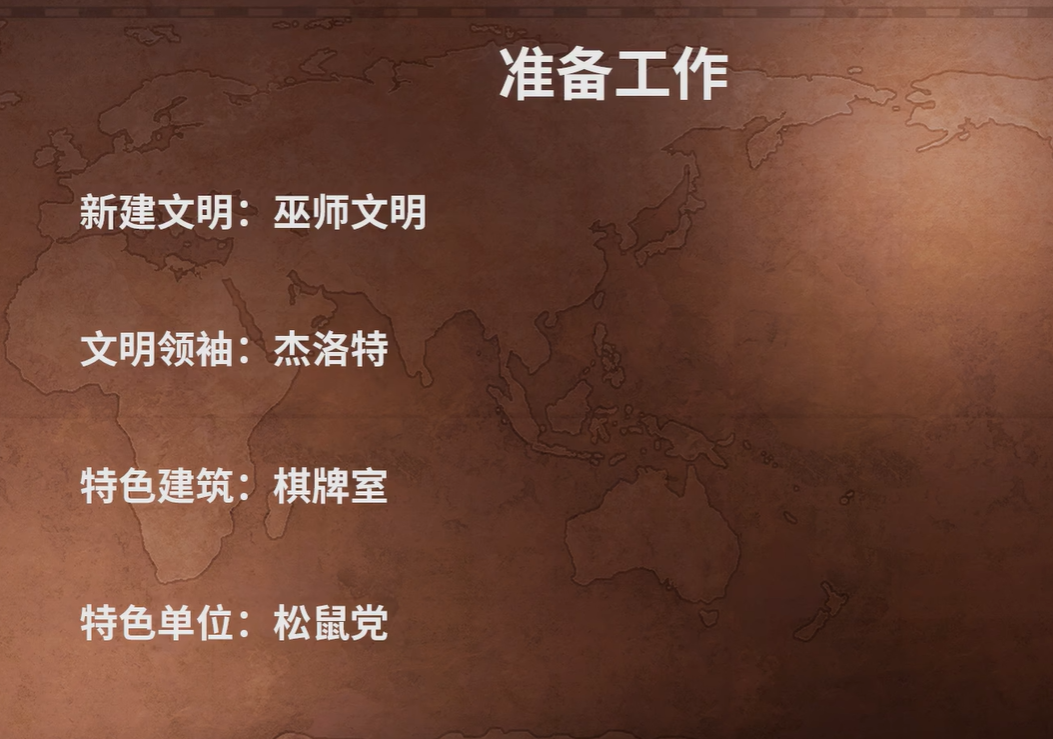 准备工作
新建文明：巫师文明
文明领袖：杰洛特
特色建筑：棋牌室
特色单位：松鼠党